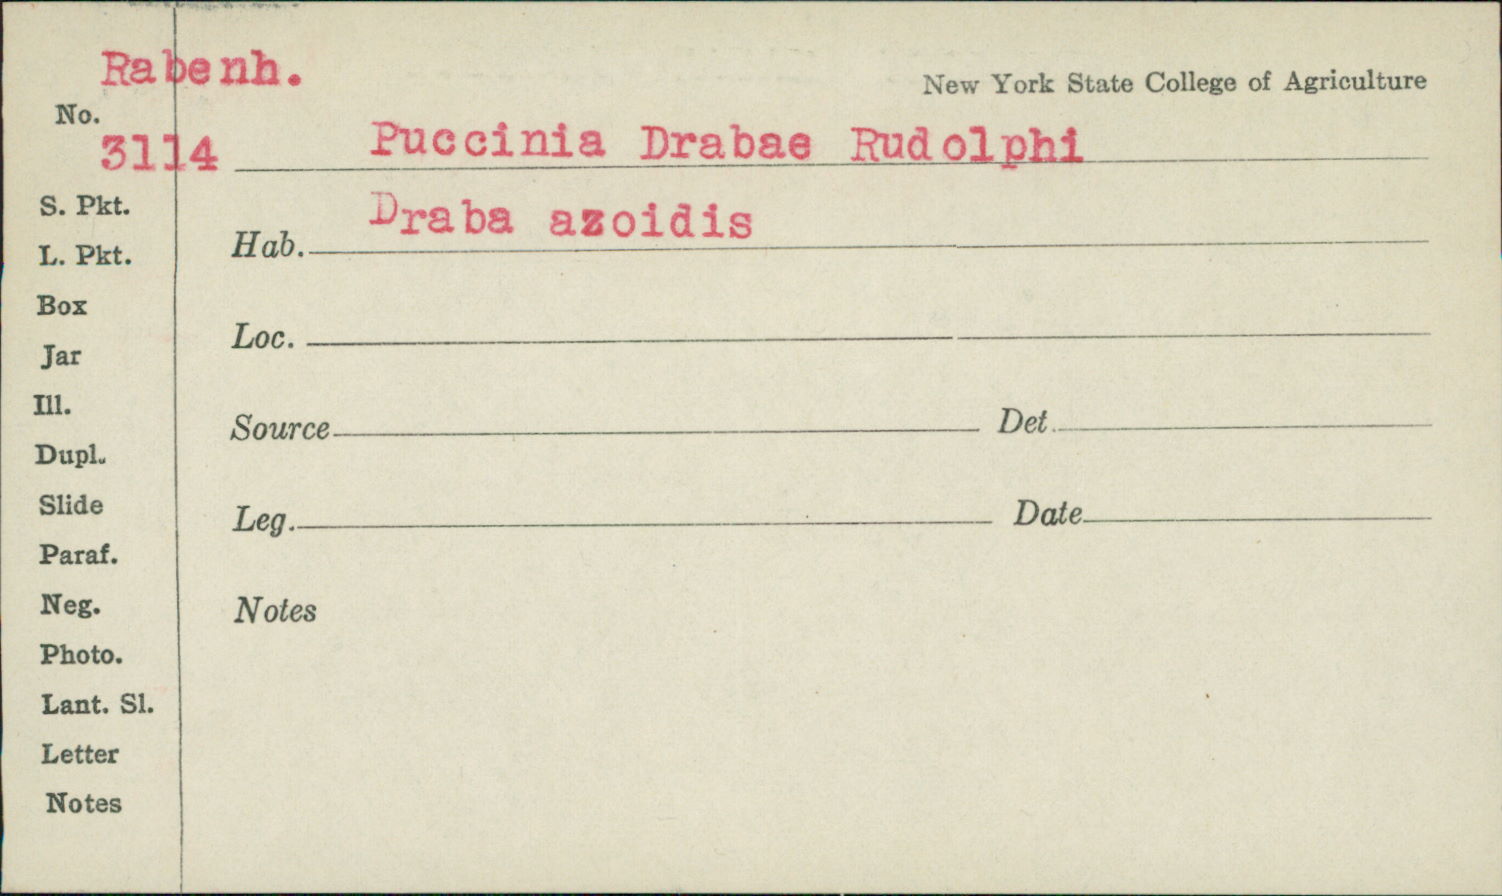 Rabenh.
New York State College of Agriculture
No.
3114 Puccinia Drabae Rudolphi
S. Pkt.
Hab. Draba azoidis
L. Pkt.
Box
Loc.
Jar
Ill.
Source Det.
Dupl.
Slide
Leg. Date
Paraf.
Neg.
Notes
Photo.
Lant. Sl.
Letter
Notes